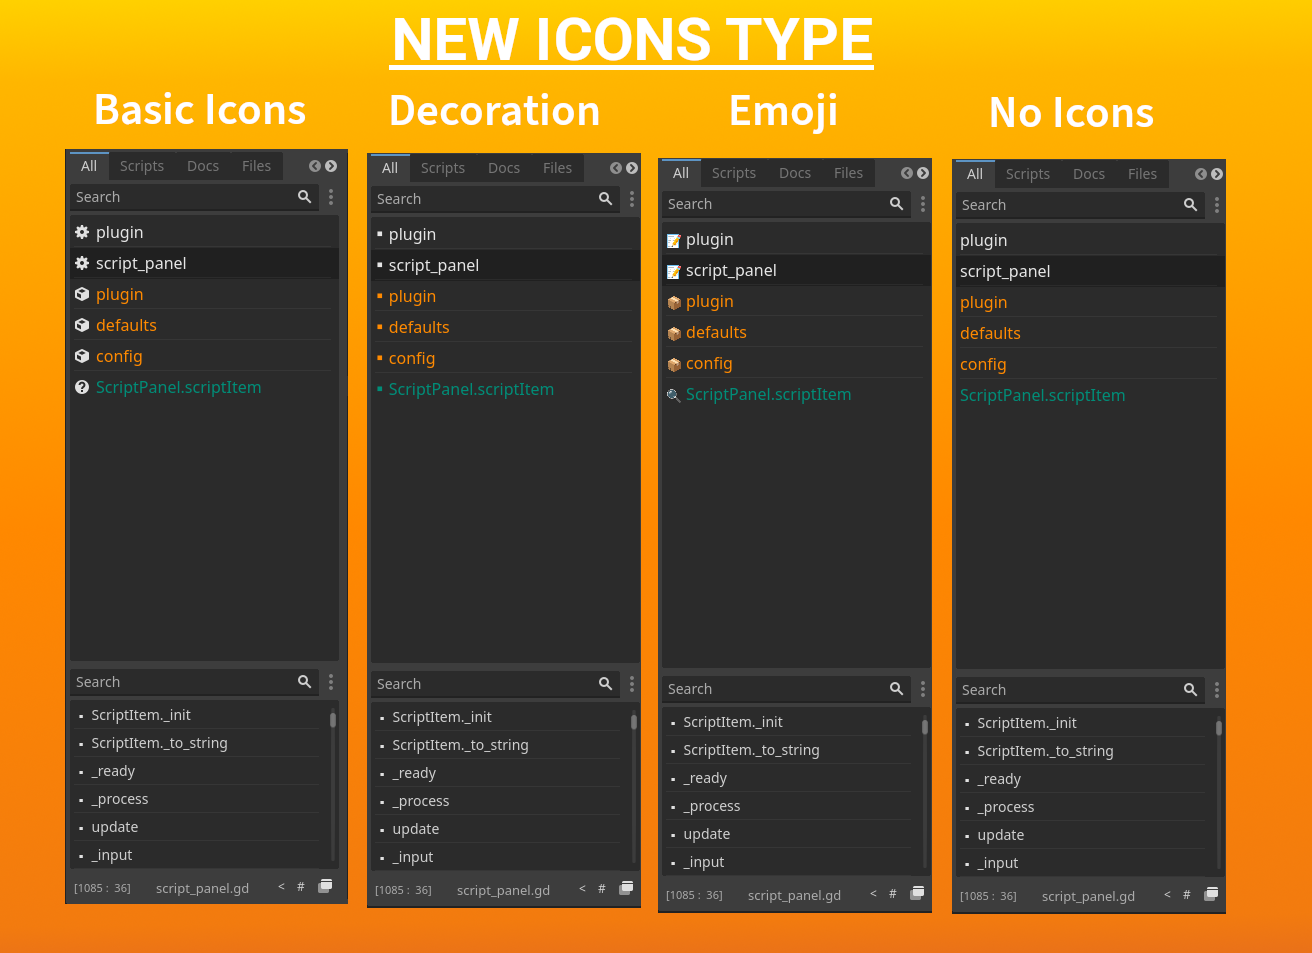 NEW ICONS TYPE
Basic Icons
All Scripts Docs Files
Search
plugin
script_panel
plugin
defaults
config
ScriptPanel.scriptItem
Search
ScriptItem._init
ScriptItem._to_string
_ready
_process
update
_input
[1085 : 36] script_panel.gd < #
Decoration
All Scripts Docs Files
Search
plugin
script_panel
plugin
defaults
config
ScriptPanel.scriptItem
Search
ScriptItem._init
ScriptItem._to_string
_ready
_process
update
_input
[1085 : 36] script_panel.gd < #
Emoji
All Scripts Docs Files
Search
plugin
script_panel
plugin
defaults
config
ScriptPanel.scriptItem
Search
ScriptItem._init
ScriptItem._to_string
_ready
_process
update
_input
[1085 : 36] script_panel.gd < #
No Icons
All Scripts Docs Files
Search
plugin
script_panel
plugin
defaults
config
ScriptPanel.scriptItem
Search
ScriptItem._init
ScriptItem._to_string
_ready
_process
update
_input
[1085 : 36] script_panel.gd < #